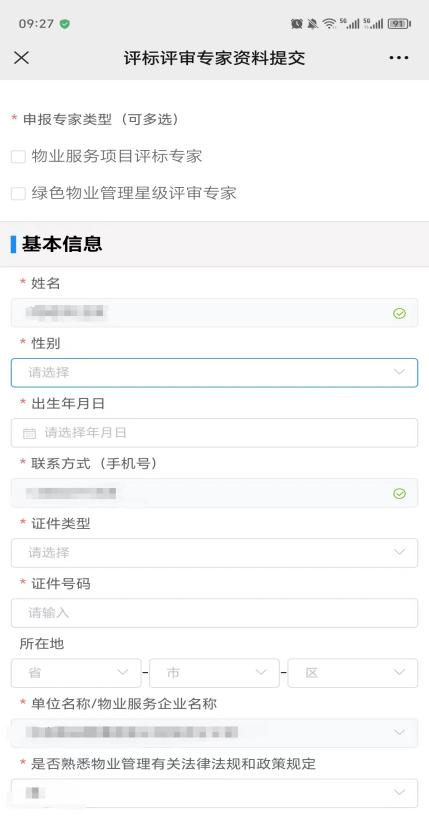 09:27
5G 5G 91
评标评审专家资料提交
* 申报专家类型（可多选）
物业服务项目评标专家
绿色物业管理星级评审专家
基本信息
* 姓名
* 性别
请选择
* 出生年月日
请选择年月日
* 联系方式（手机号）
* 证件类型
请选择
* 证件号码
请输入
所在地
省 - 市 - 区
* 单位名称/物业服务企业名称
* 是否熟悉物业管理有关法律法规和政策规定